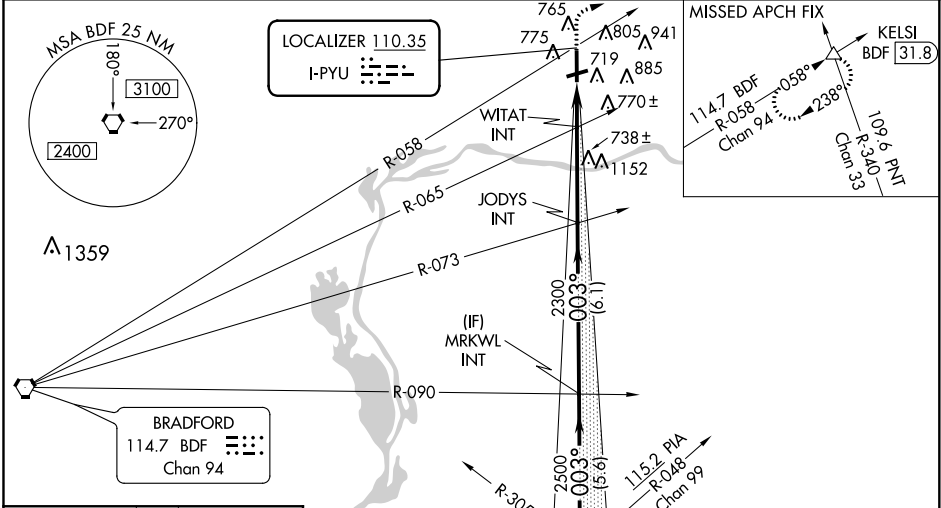 MSA BDF 25 NM
180°
3100
270°
2400
1359
LOCALIZER 110.35
I-PYU
765
775
805
941
719
885
770 ±
738 ±
1152
WITAT
INT
JODYS
INT
(IF)
MRKWL
INT
R-058
R-065
R-073
R-090
2300
003°
(6.1)
2500
003°
(5.6)
BRADFORD
114.7 BDF
Chan 94
115.2 PIA
R-048
Chan 99
MISSED APCH FIX
KELSI
BDF 31.8
058°
238°
114.7 BDF
R-058
Chan 94
109.6 PNT
R-340
Chan 33